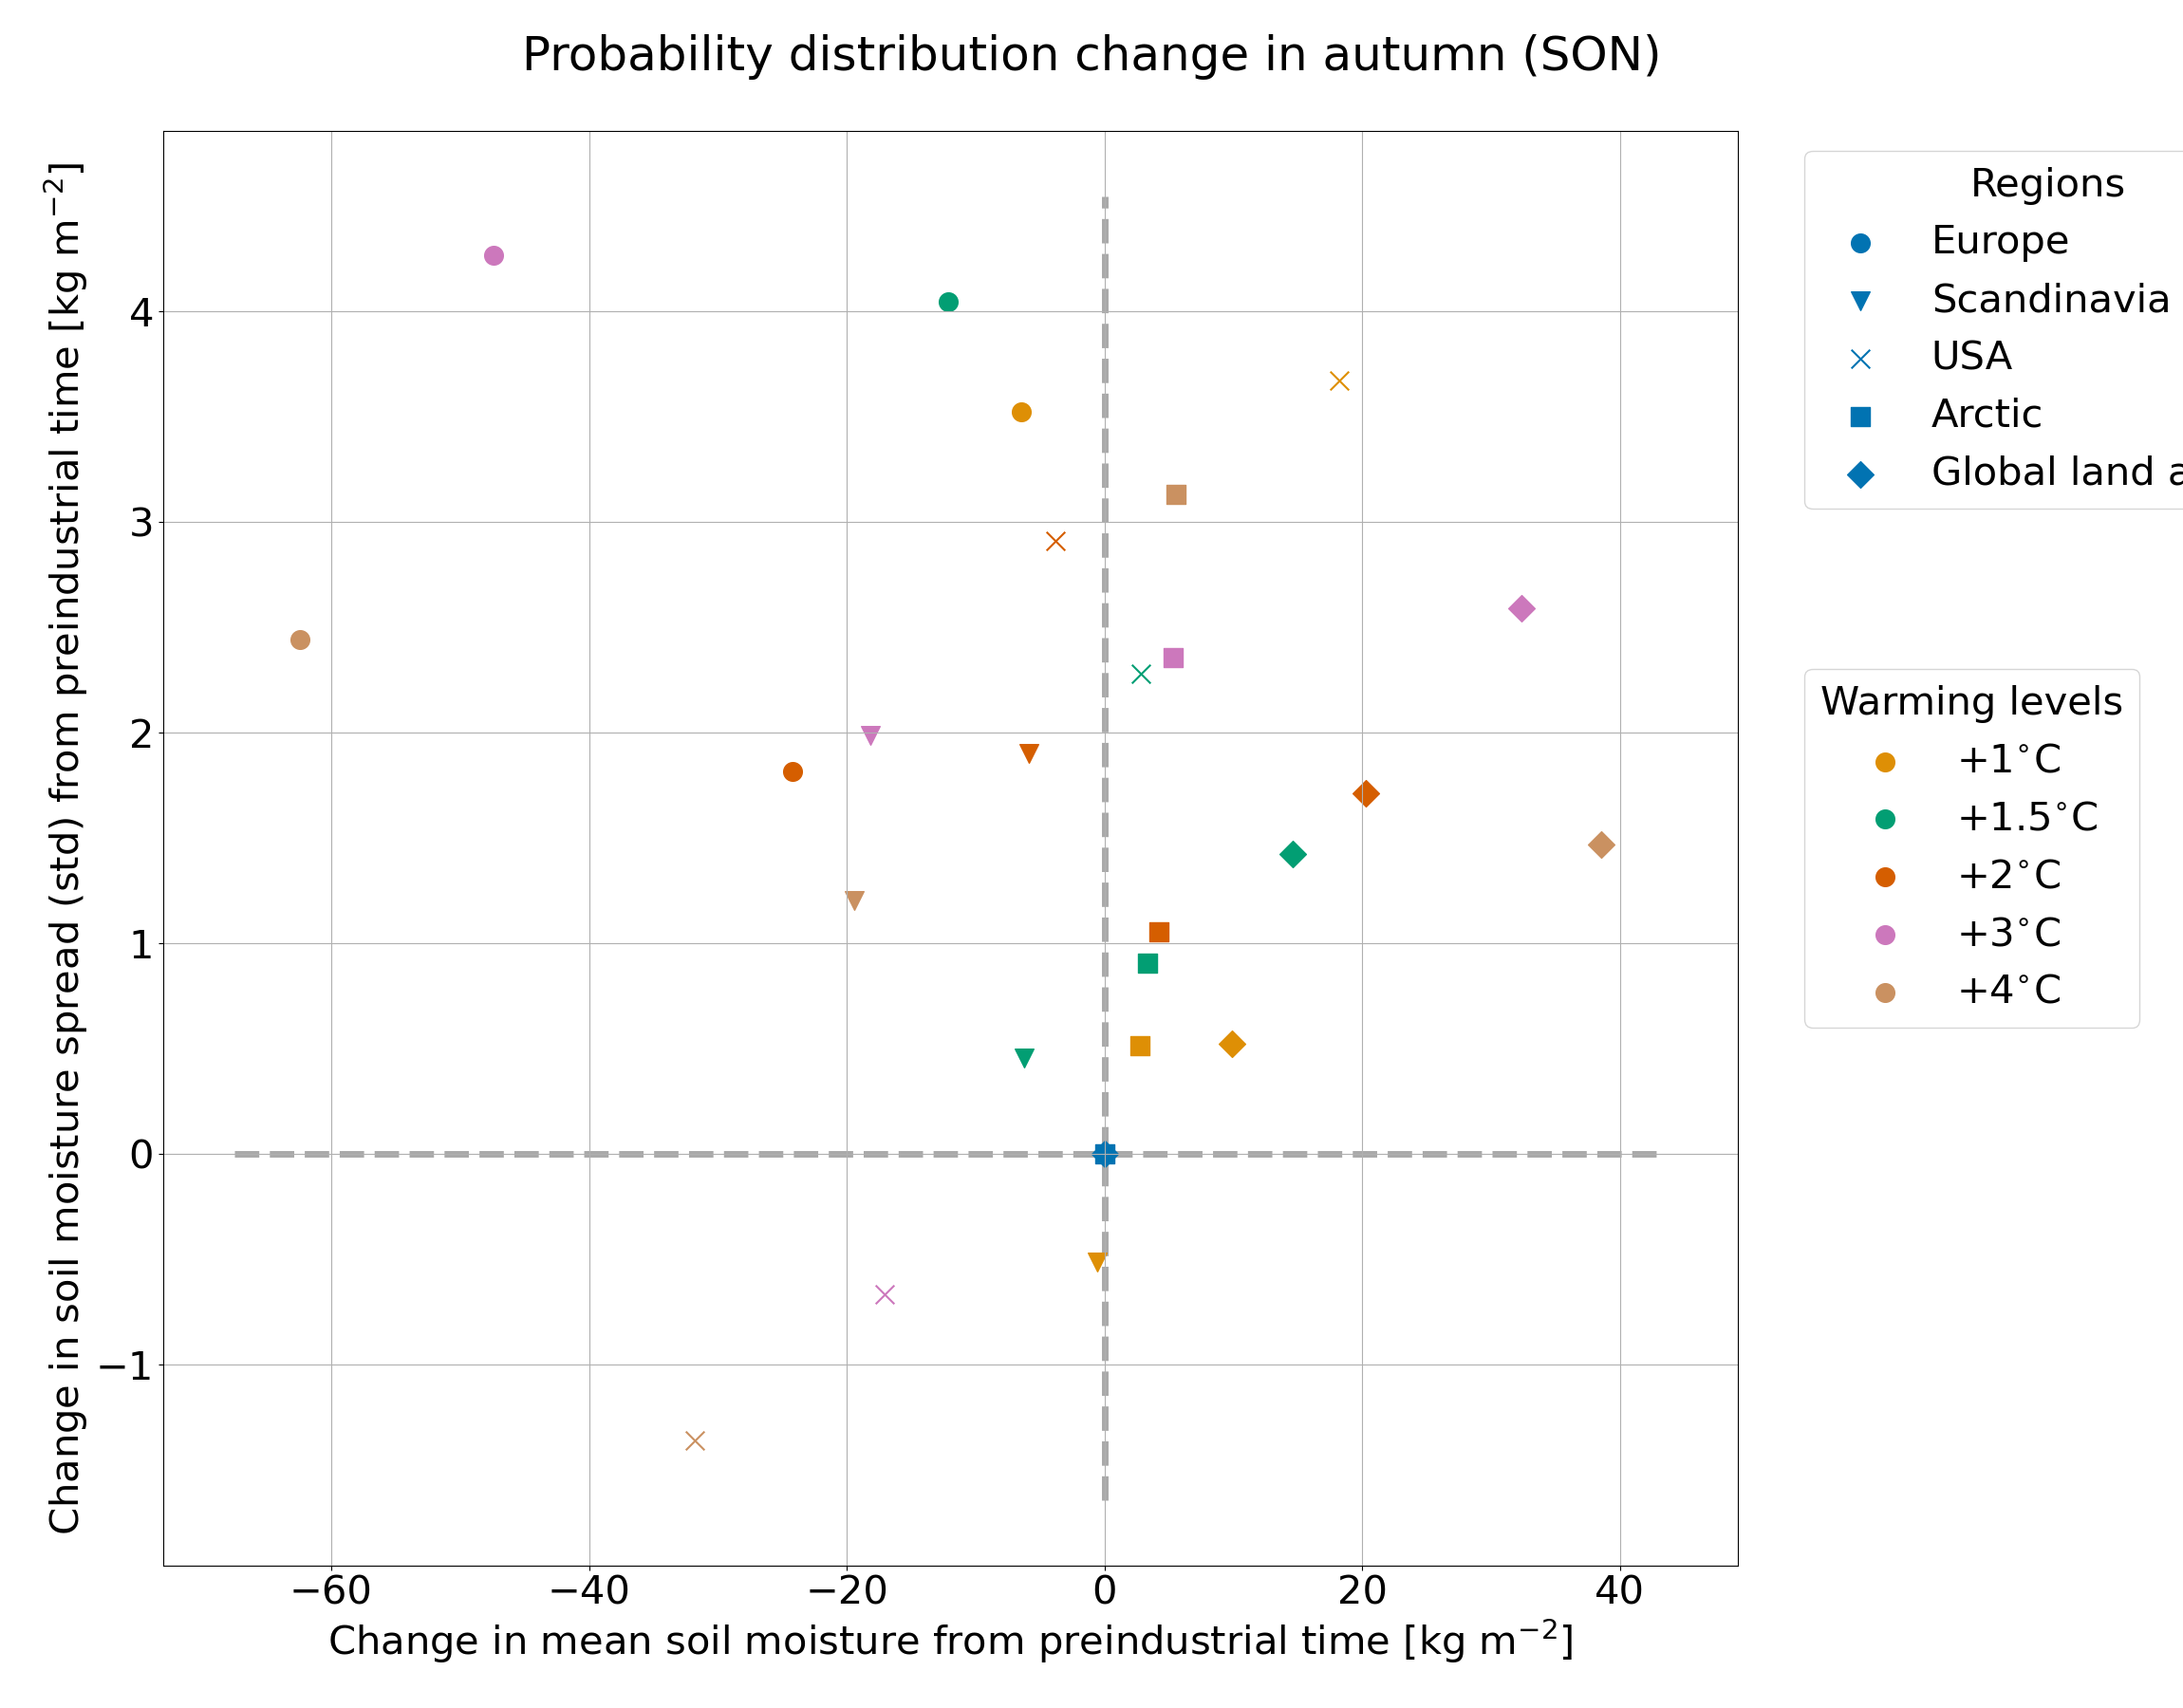 Probability distribution change in autumn (SON)
Change in soil moisture spread (std) from preindustrial time [kg m⁻²]
4
3
2
1
0
−1
−60 −40 −20 0 20 40
Change in mean soil moisture from preindustrial time [kg m⁻²]
Regions
Europe
Scandinavia
USA
Arctic
Global land
Warming levels
+1°C
+1.5°C
+2°C
+3°C
+4°C